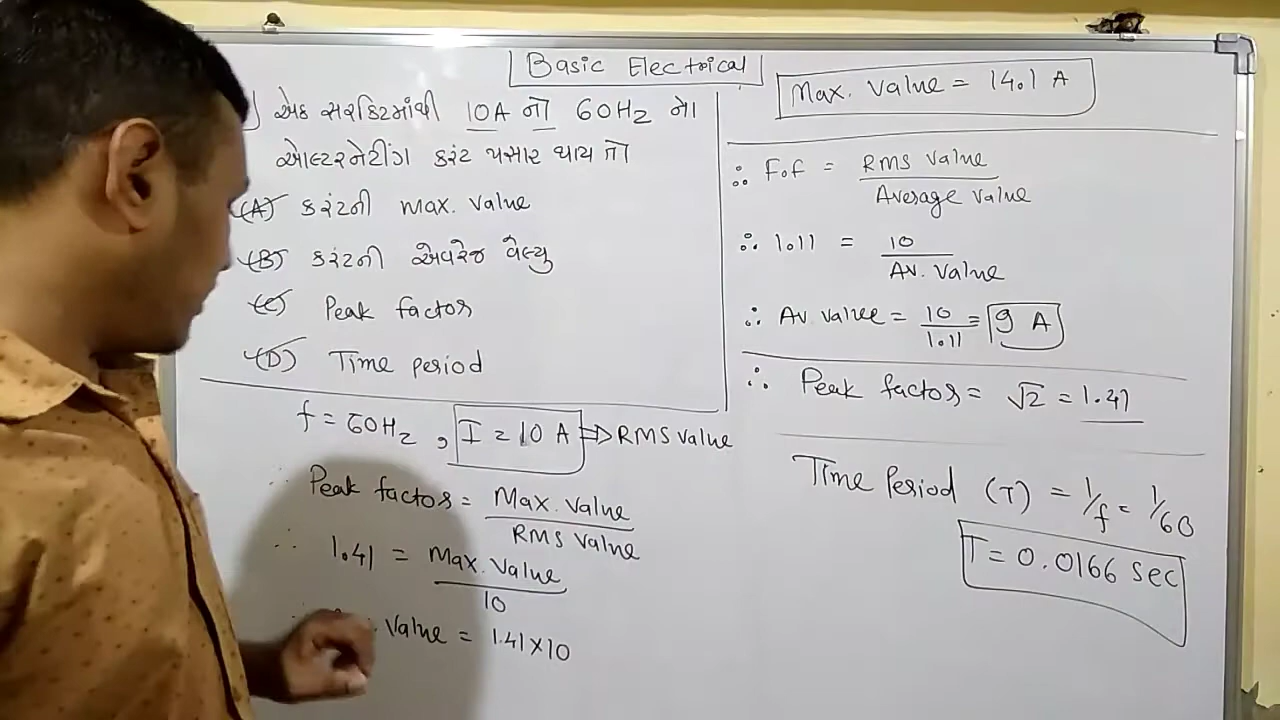 Basic Electrical
Max. Value = 14.1 A
એક સરકિટમાંથી 10A નો 60Hz નો
ઓલ્ટરનેટીંગ કરંટ પસાર થાય તો
(A) કરંટની max. value
(B) કરંટની એવરેજ વેલ્યુ
(C) Peak factor
(D) Time period
f = 60Hz, I = 10 A ⇒ RMS value
∴ Peak factor = Max. Value / RMS Value
∴ 1.41 = Max. Value / 10
Value = 1.41×10
∴ F.f = RMS Value / Average value
∴ 1.11 = 10 / Av. Value
∴ Av. value = 10 / 1.11 = 9 A
∴ Peak factor = √2 = 1.41
Time Period (T) = 1/f = 1/60
T = 0.0166 sec